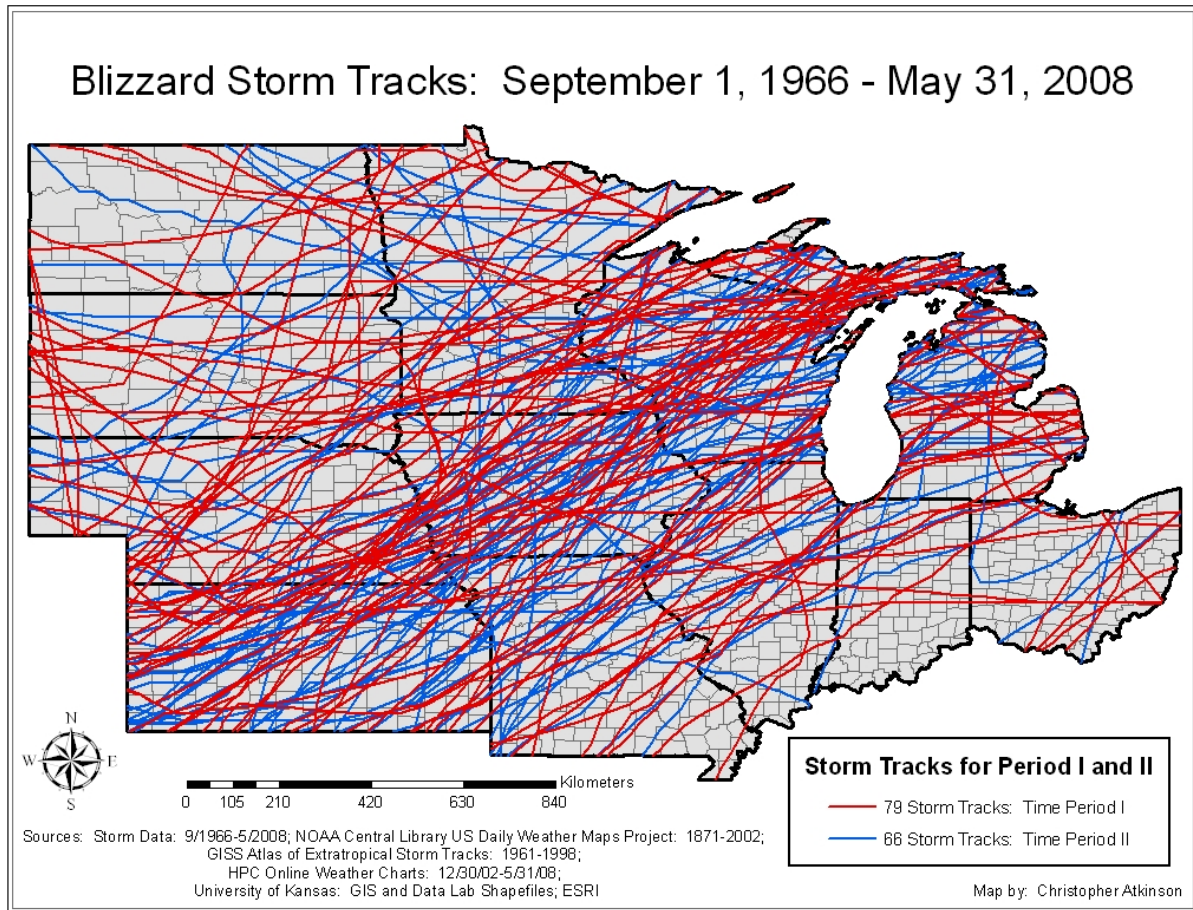 Blizzard Storm Tracks: September 1, 1966 - May 31, 2008
N
W E
S
Kilometers
0 105 210 420 630 840
Storm Tracks for Period I and II
79 Storm Tracks: Time Period I
66 Storm Tracks: Time Period II
Sources: Storm Data: 9/1966-5/2008; NOAA Central Library US Daily Weather Maps Project: 1871-2002;
GISS Atlas of Extratropical Storm Tracks: 1961-1998;
HPC Online Weather Charts: 12/30/02-5/31/08;
University of Kansas: GIS and Data Lab Shapefiles; ESRI
Map by: Christopher Atkinson